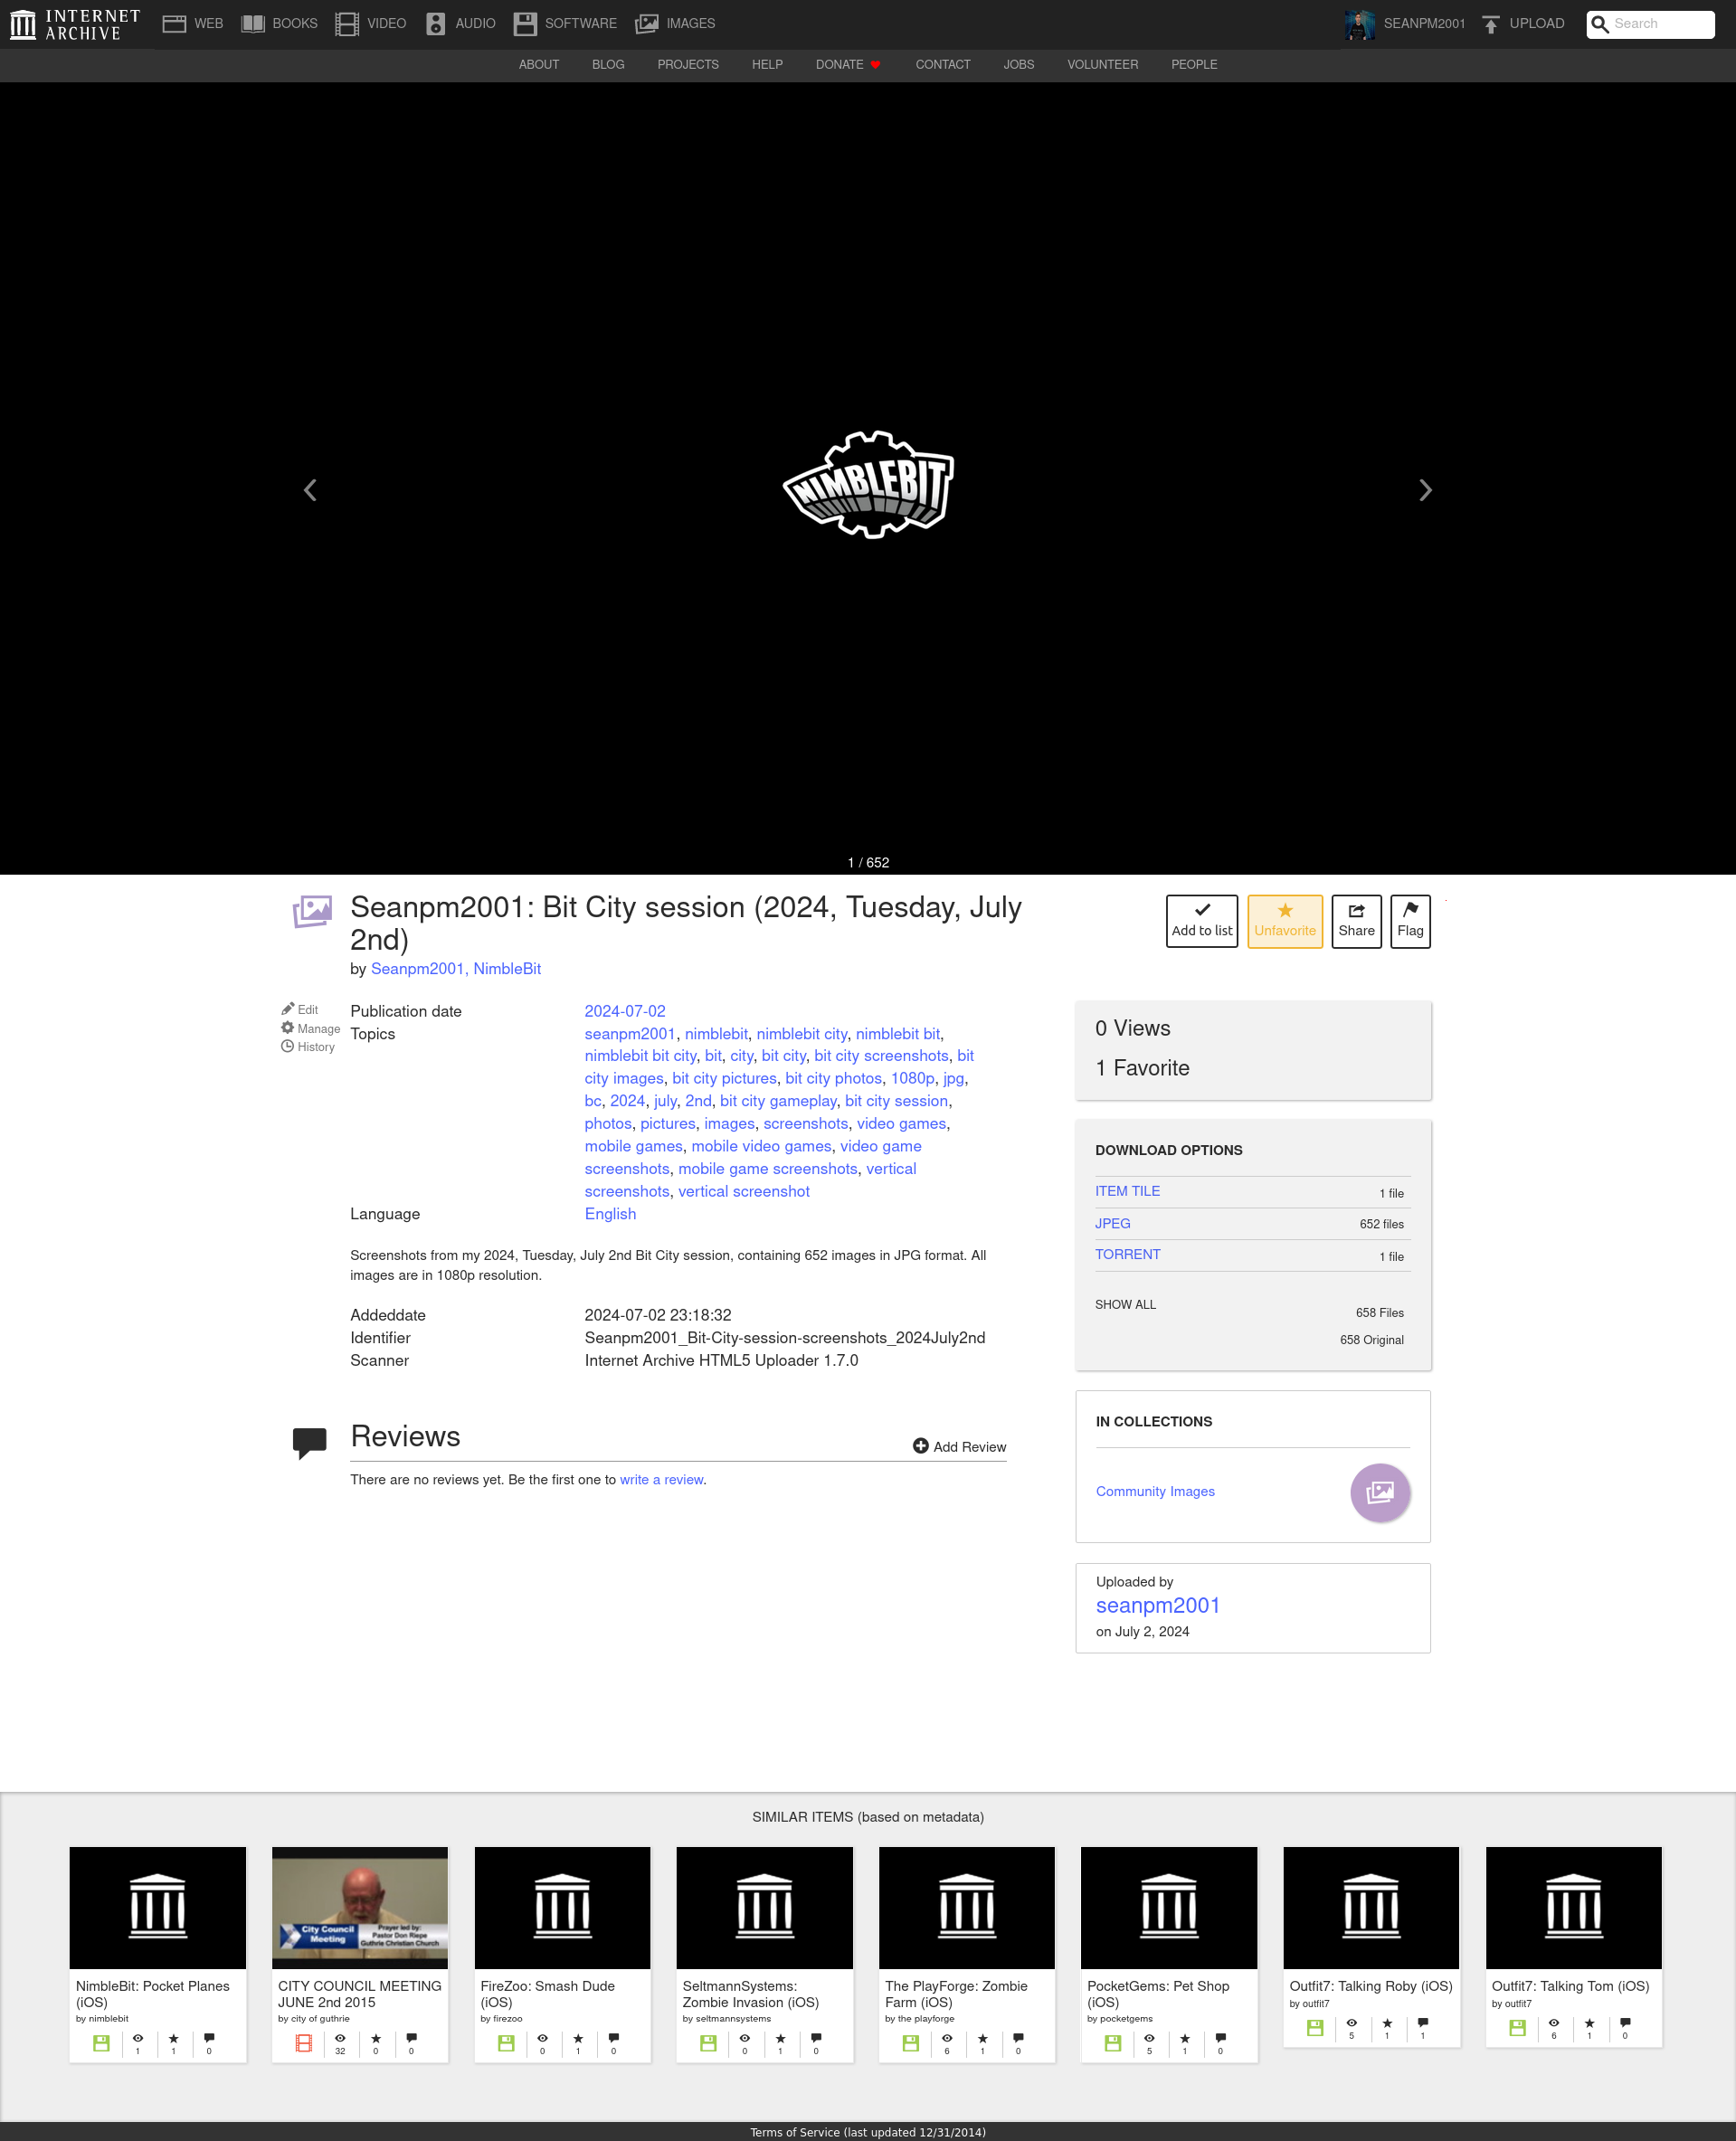 INTERNET
ARCHIVE
WEB BOOKS VIDEO AUDIO SOFTWARE IMAGES
SEANPM2001 UPLOAD Search
ABOUT BLOG PROJECTS HELP DONATE CONTACT JOBS VOLUNTEER PEOPLE
NIMBLEBIT
1 / 652
Seanpm2001: Bit City session (2024, Tuesday, July
2nd)
by Seanpm2001, NimbleBit
Add to list Unfavorite Share Flag
Edit
Manage
History
Publication date 2024-07-02
Topics seanpm2001, nimblebit, nimblebit city, nimblebit bit,
nimblebit bit city, bit, city, bit city, bit city screenshots, bit
city images, bit city pictures, bit city photos, 1080p, jpg,
bc, 2024, july, 2nd, bit city gameplay, bit city session,
photos, pictures, images, screenshots, video games,
mobile games, mobile video games, video game
screenshots, mobile game screenshots, vertical
screenshots, vertical screenshot
Language English
Screenshots from my 2024, Tuesday, July 2nd Bit City session, containing 652 images in JPG format. All
images are in 1080p resolution.
Addeddate 2024-07-02 23:18:32
Identifier Seanpm2001_Bit-City-session-screenshots_2024July2nd
Scanner Internet Archive HTML5 Uploader 1.7.0
Reviews
Add Review
There are no reviews yet. Be the first one to write a review.
0 Views
1 Favorite
DOWNLOAD OPTIONS
ITEM TILE 1 file
JPEG 652 files
TORRENT 1 file
SHOW ALL 658 Files
658 Original
IN COLLECTIONS
Community Images
Uploaded by
seanpm2001
on July 2, 2024
SIMILAR ITEMS (based on metadata)
NimbleBit: Pocket Planes
(iOS)
by nimblebit
1 1 0
City Council
Meeting
Prayer led by:
Pastor Don Riepe
Guthrie Christian Church
CITY COUNCIL MEETING
JUNE 2nd 2015
by city of guthrie
32 0 0
FireZoo: Smash Dude
(iOS)
by firezoo
0 1 0
SeltmannSystems:
Zombie Invasion (iOS)
by seltmannsystems
0 1 0
The PlayForge: Zombie
Farm (iOS)
by the playforge
6 1 0
PocketGems: Pet Shop
(iOS)
by pocketgems
5 1 0
Outfit7: Talking Roby (iOS)
by outfit7
5 1 1
Outfit7: Talking Tom (iOS)
by outfit7
6 1 0
Terms of Service (last updated 12/31/2014)